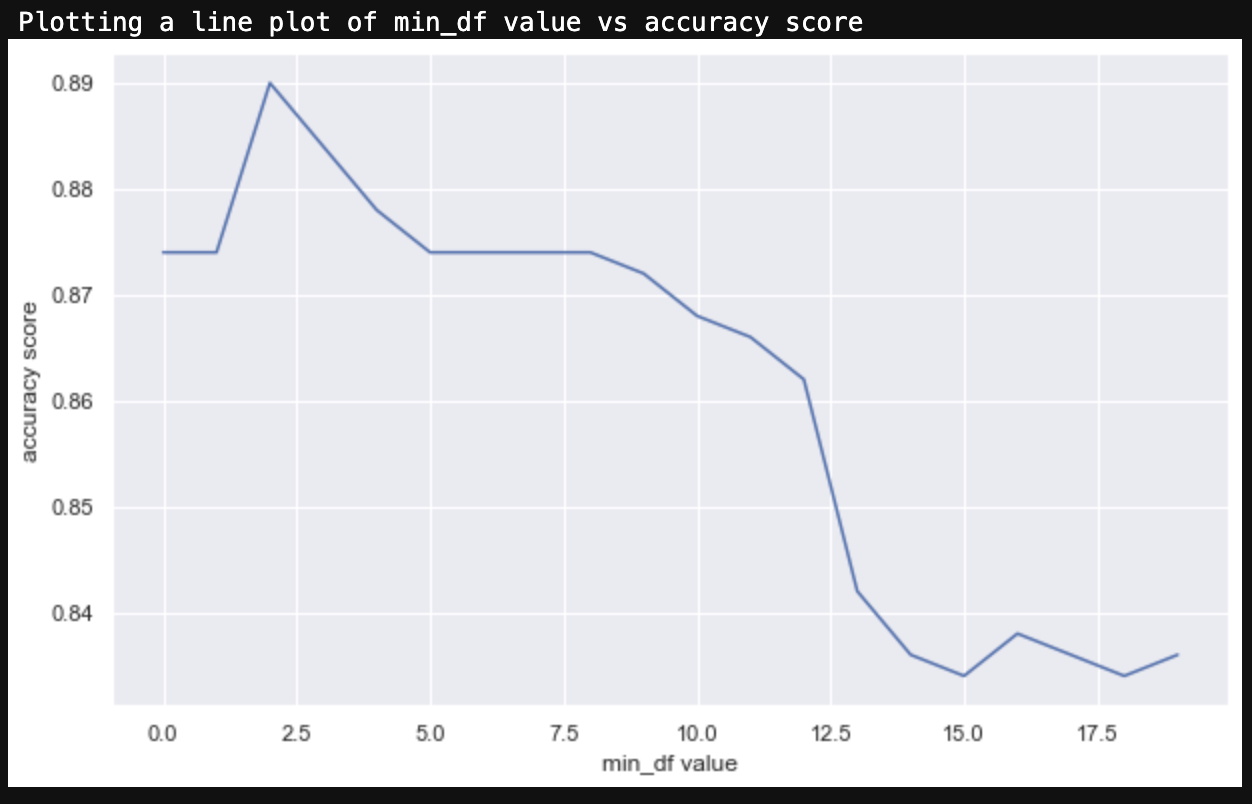 Plotting a line plot of min_df value vs accuracy score
0.89
0.88
0.87
0.86
0.85
0.84
accuracy score
0.0 2.5 5.0 7.5 10.0 12.5 15.0 17.5
min_df value